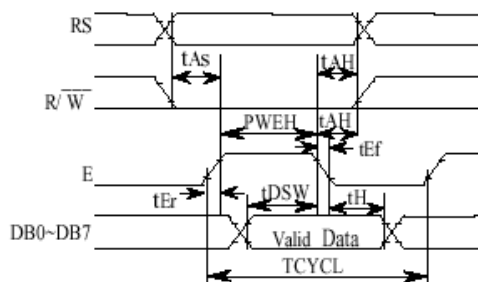 RS
tAs
tAH
R/W
PWEH
tAH
tEf
E
tEr
tDSW
tH
DB0~DB7
Valid Data
TCYCL